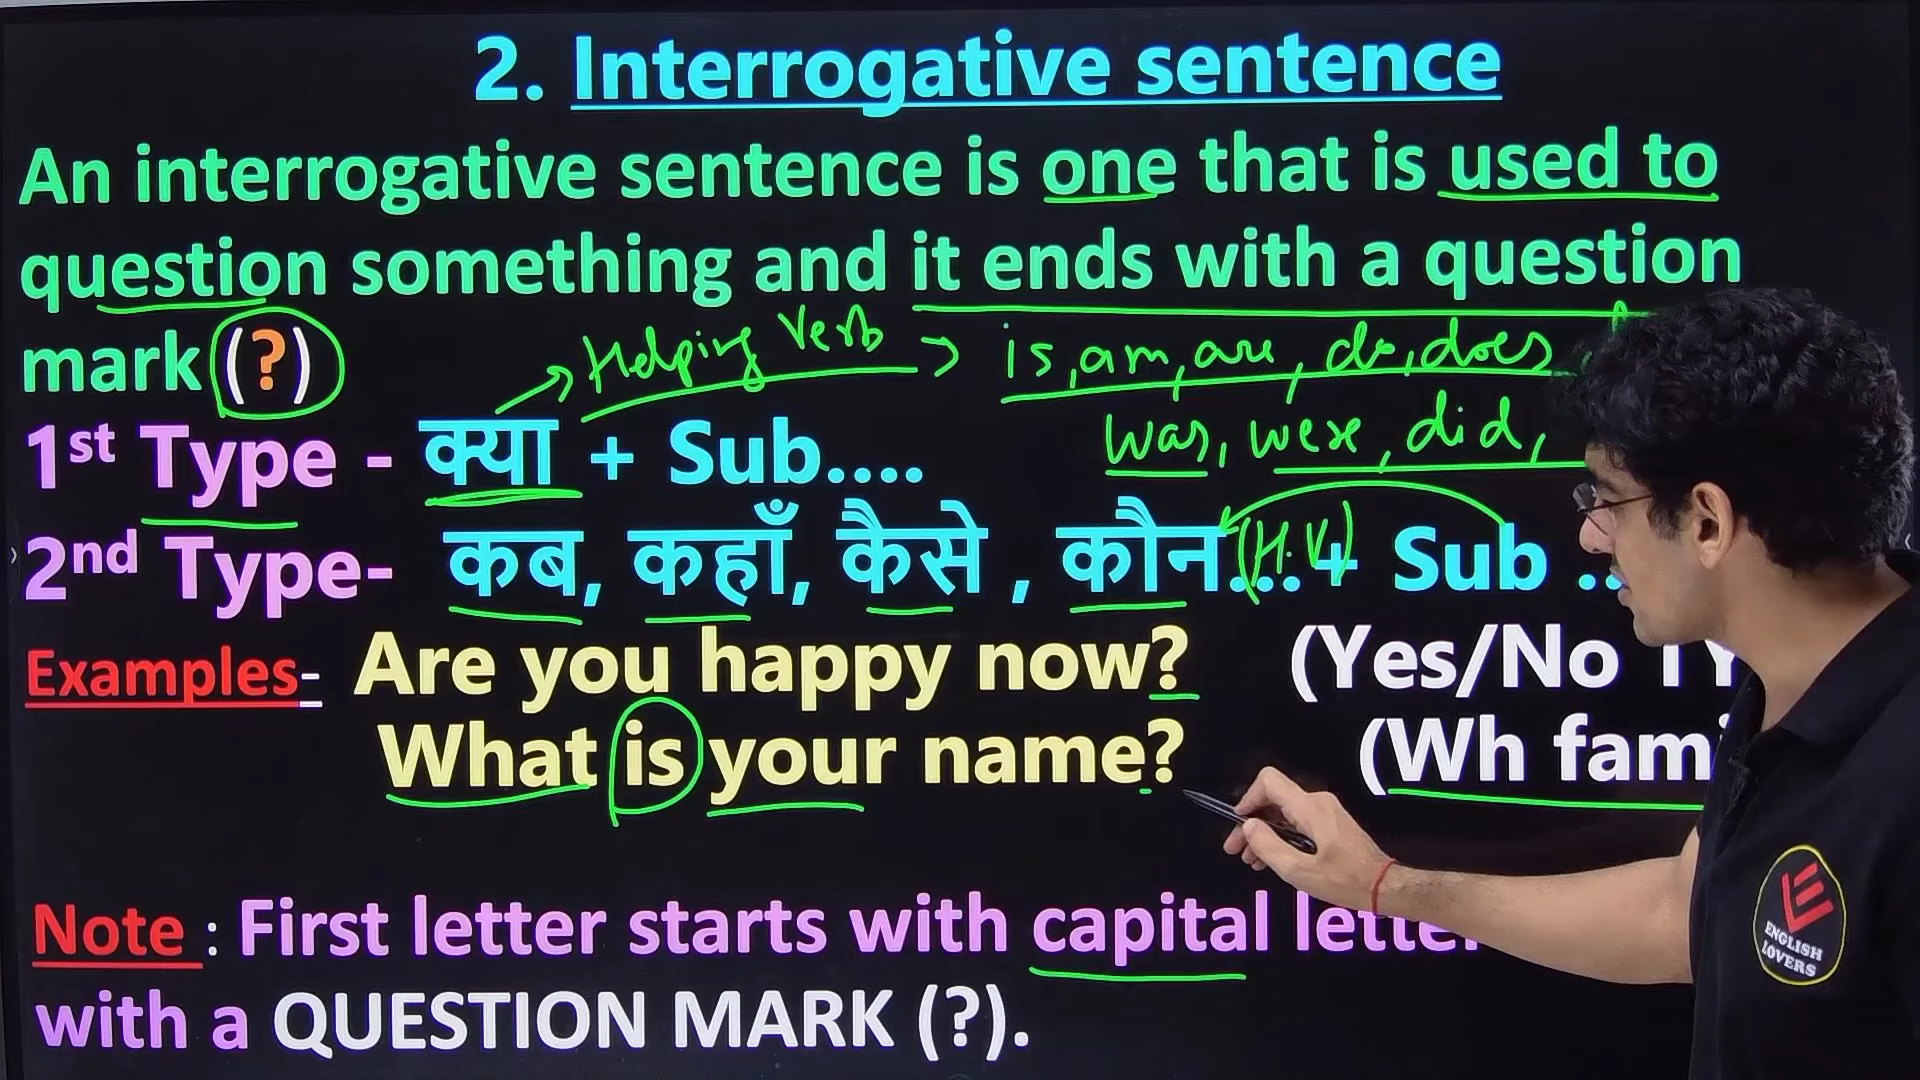 2. Interrogative sentence
An interrogative sentence is one that is used to
question something and it ends with a question
mark (?)
Helping Verb → is, am, are, do, does,
was, were, did,
1st Type - क्या + Sub....
2nd Type- कब, कहाँ, कैसे , कौन... (H.V) + Sub ..
Examples- Are you happy now? (Yes/No
What is your name? (Wh
Note : First letter starts with capital
with a QUESTION MARK (?).
ENGLISH
LOVERS